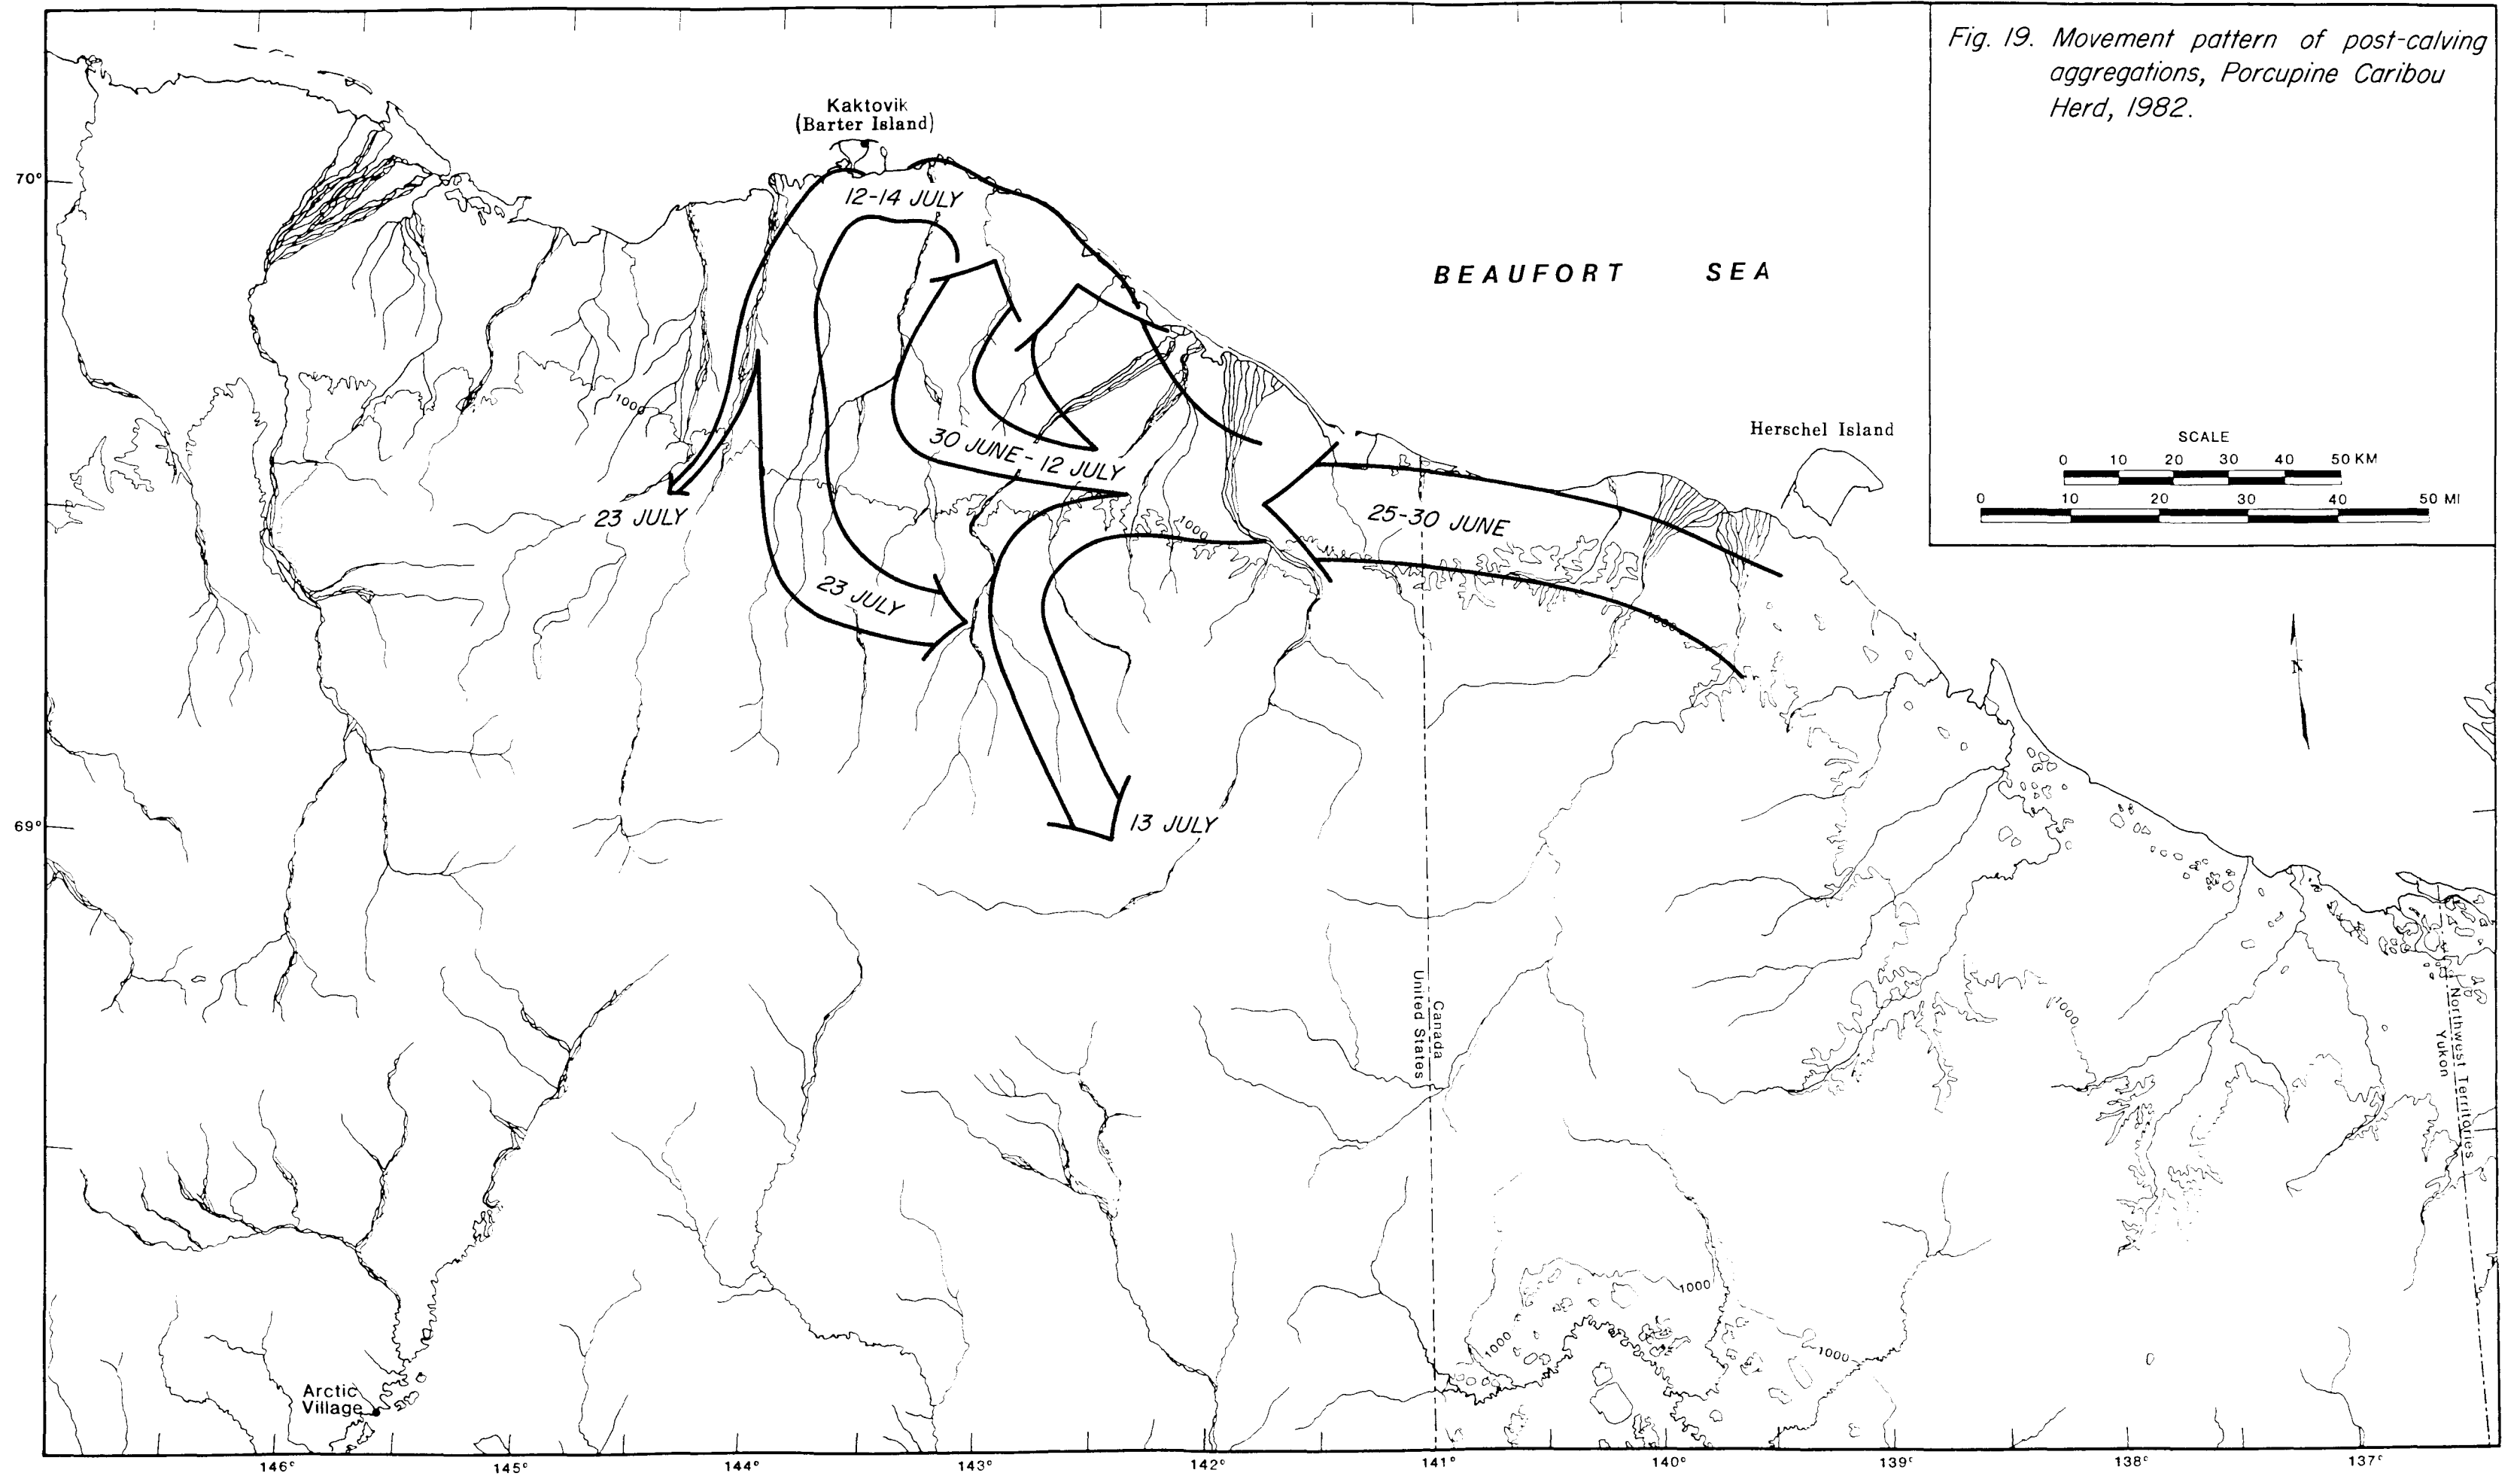 Fig. 19. Movement pattern of post-calving
aggregations, Porcupine Caribou
Herd, 1982.
Kaktovik
(Barter Island)
70°
12-14 JULY
BEAUFORT SEA
1000
Herschel Island
SCALE
0 10 20 30 40 50 KM
0 10 20 30 40 50 MI
30 JUNE - 12 JULY
23 JULY
1000
25-30 JUNE
23 JULY
1000
N
69°
13 JULY
Canada
United States
1000
Northwest Territories
Yukon
1000
1000
1000
Arctic
Village
146° 145° 144° 143° 142° 141° 140° 139° 138° 137°